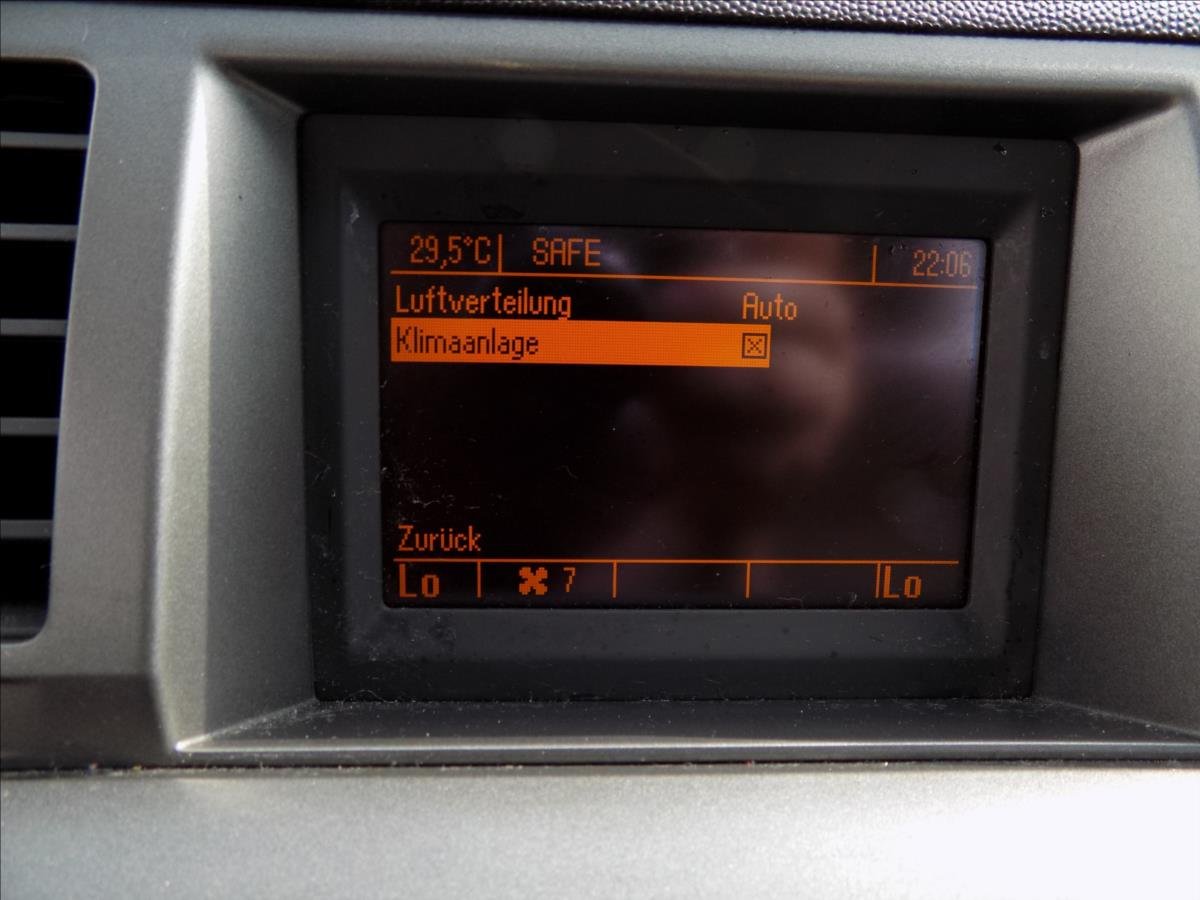 29,5°C SAFE 22:06
Luftverteilung Auto
Klimaanlage
Zurück
Lo 7 Lo